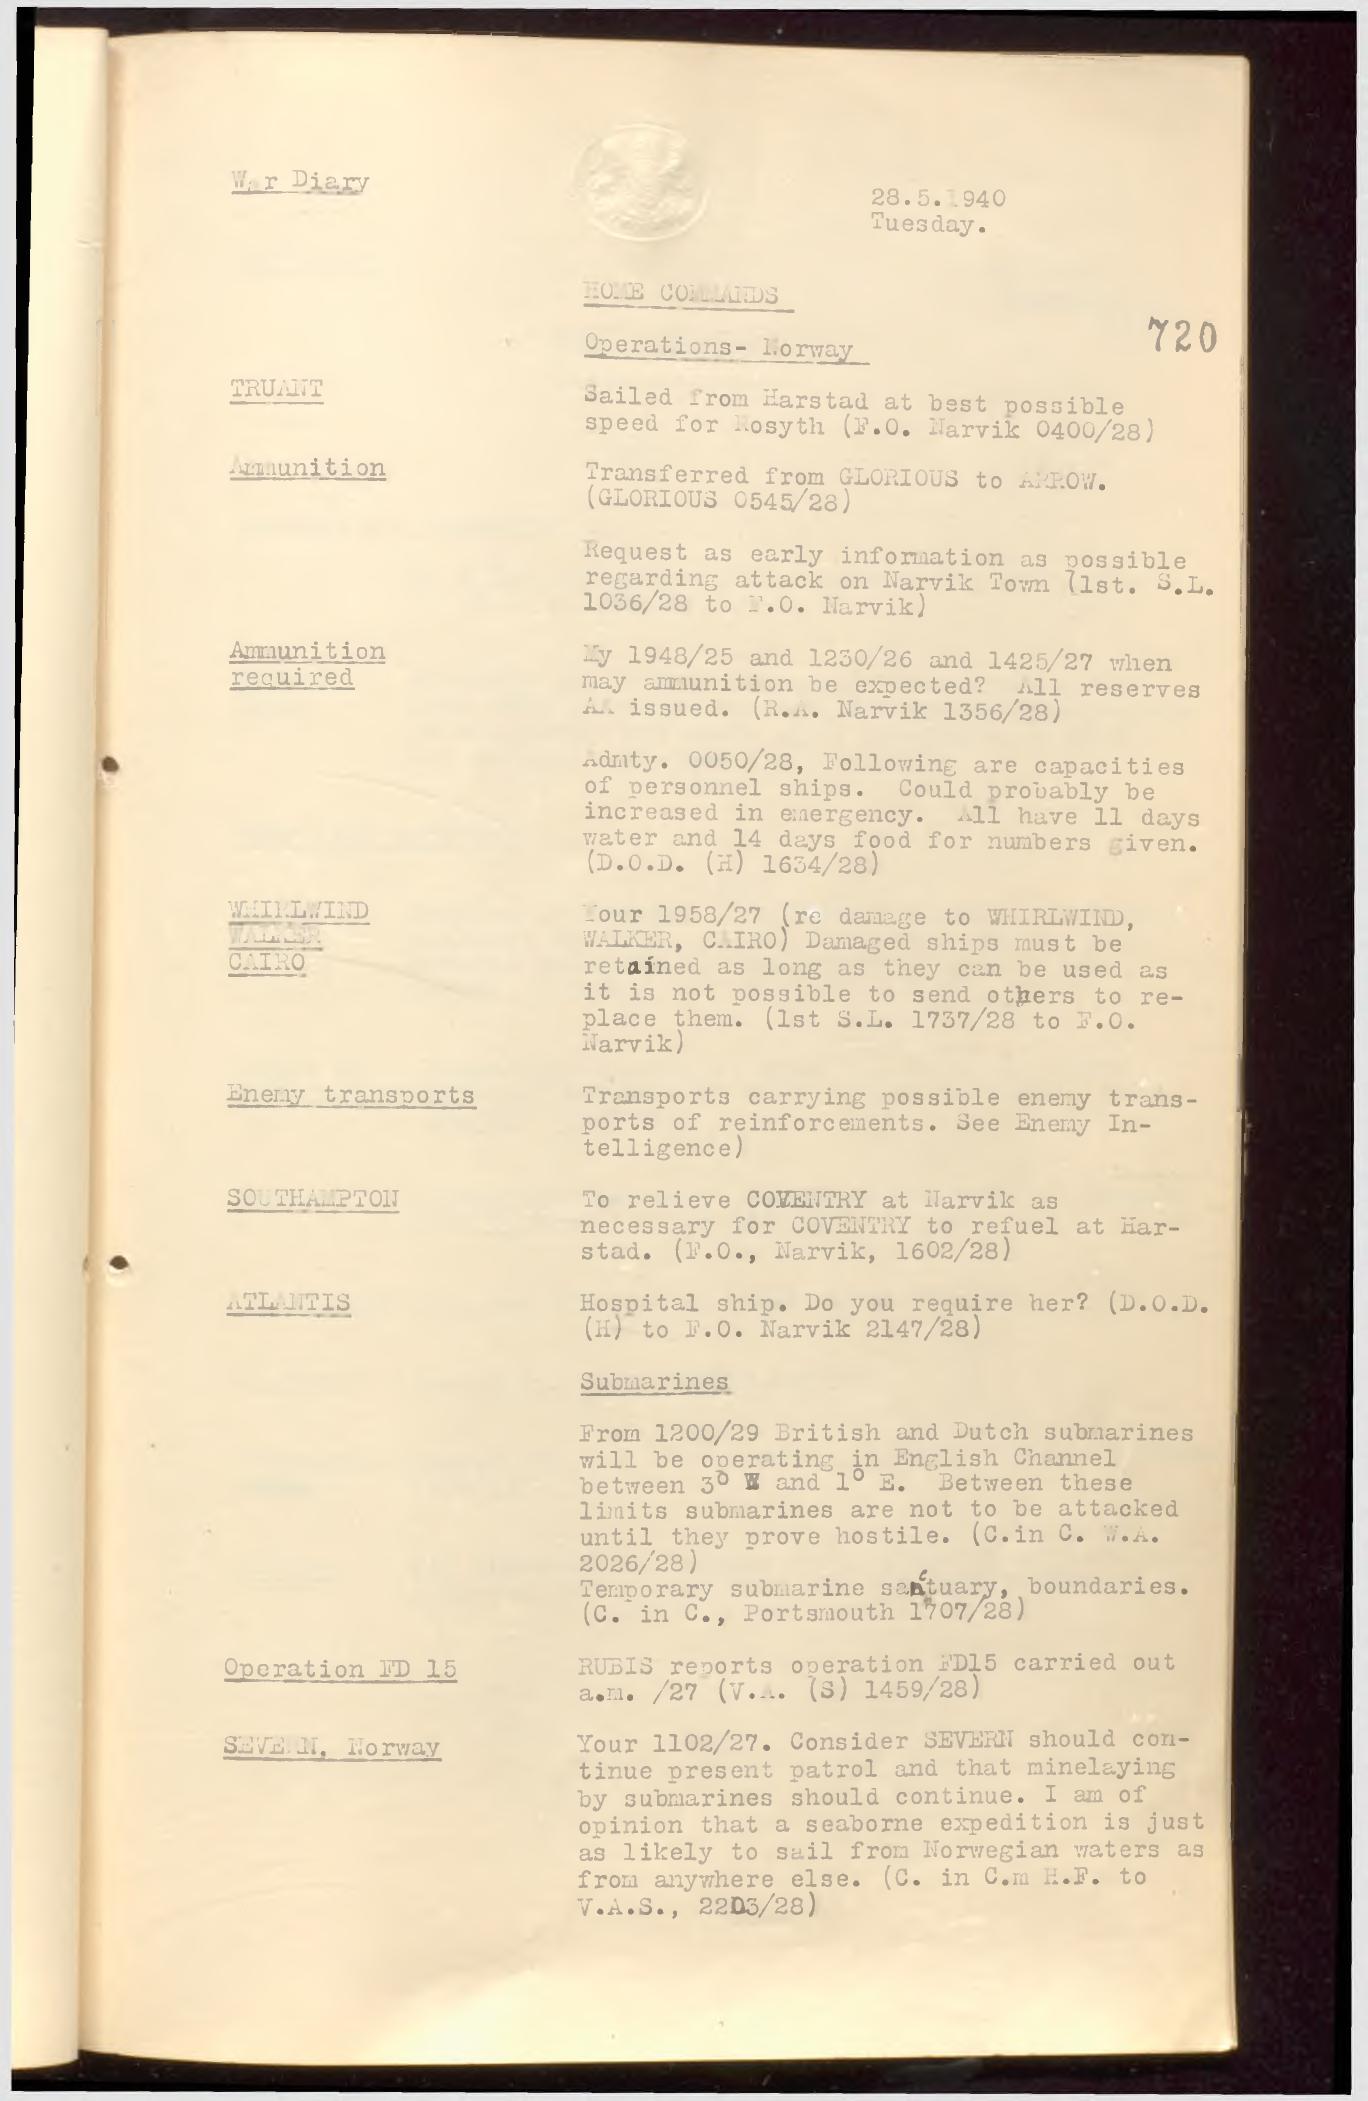 War Diary
28.5.1940
Tuesday.
HOME COMMANDS
720
Operations- Norway
TRUANT
Sailed from Harstad at best possible
speed for Rosyth (F.O. Narvik 0400/28)
Ammunition
Transferred from GLORIOUS to ARROW.
(GLORIOUS 0545/28)
Request as early information as possible
regarding attack on Narvik Town (1st. S.L.
1036/28 to F.O. Narvik)
Ammunition
required
My 1948/25 and 1230/26 and 1425/27 when
may ammunition be expected? All reserves
AA issued. (R.A. Narvik 1356/28)
Admty. 0050/28, Following are capacities
of personnel ships. Could probably be
increased in emergency. All have 11 days
water and 14 days food for numbers given.
(D.O.D. (H) 1634/28)
WHIRLWIND
WALKER
CAIRO
Your 1958/27 (re damage to WHIRLWIND,
WALKER, CAIRO) Damaged ships must be
retained as long as they can be used as
it is not possible to send others to re-
place them. (1st S.L. 1737/28 to F.O.
Narvik)
Enemy transports
Transports carrying possible enemy trans-
ports of reinforcements. See Enemy In-
telligence)
SOUTHAMPTON
To relieve COVENTRY at Narvik as
necessary for COVENTRY to refuel at Har-
stad. (F.O., Narvik, 1602/28)
ATLANTIS
Hospital ship. Do you require her? (D.O.D.
(H) to F.O. Narvik 2147/28)
Submarines
From 1200/29 British and Dutch submarines
will be operating in English Channel
between 3° W and 1° E. Between these
limits submarines are not to be attacked
until they prove hostile. (C.in C. W.A.
2026/28)
Temporary submarine sanctuary, boundaries.
(C. in C., Portsmouth 1707/28)
Operation FD 15
RUBIS reports operation FD15 carried out
a.m. /27 (V.A. (S) 1459/28)
SEVERN, Norway
Your 1102/27. Consider SEVERN should con-
tinue present patrol and that minelaying
by submarines should continue. I am of
opinion that a seaborne expedition is just
as likely to sail from Norwegian waters as
from anywhere else. (C. in C.m H.F. to
V.A.S., 2203/28)